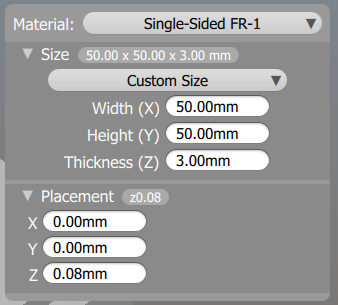 Material: Single-Sided FR-1
Size 50.00 x 50.00 x 3.00 mm
Custom Size
Width (X) 50.00mm
Height (Y) 50.00mm
Thickness (Z) 3.00mm
Placement z0.08
X 0.00mm
Y 0.00mm
Z 0.08mm